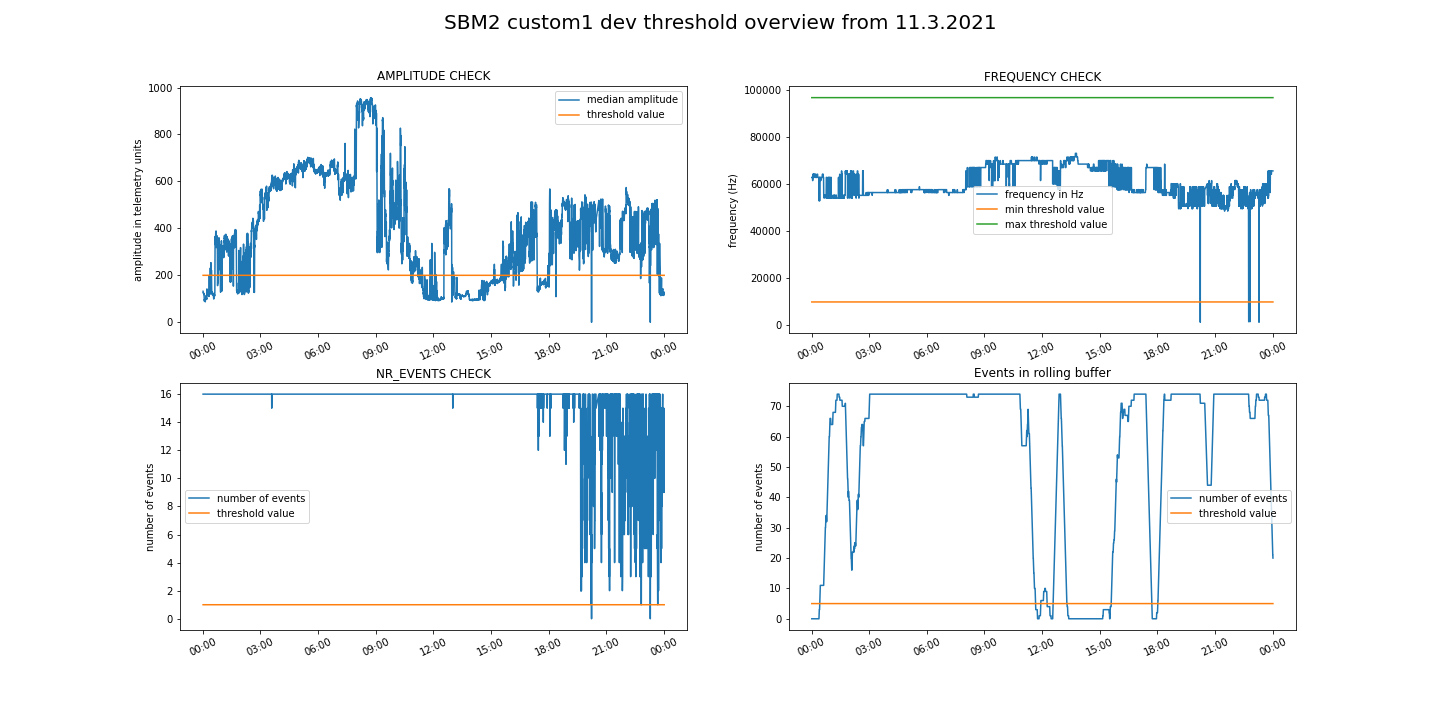 SBM2 custom1 dev threshold overview from 11.3.2021
AMPLITUDE CHECK
amplitude in telemetry units
1000
800
600
400
200
0
median amplitude
threshold value
00:00 03:00 06:00 09:00 12:00 15:00 18:00 21:00 00:00
FREQUENCY CHECK
frequency (Hz)
100000
80000
60000
40000
20000
0
frequency in Hz
min threshold value
max threshold value
00:00 03:00 06:00 09:00 12:00 15:00 18:00 21:00 00:00
NR_EVENTS CHECK
number of events
16
14
12
10
8
6
4
2
0
number of events
threshold value
00:00 03:00 06:00 09:00 12:00 15:00 18:00 21:00 00:00
Events in rolling buffer
number of events
70
60
50
40
30
20
10
0
number of events
threshold value
00:00 03:00 06:00 09:00 12:00 15:00 18:00 21:00 00:00